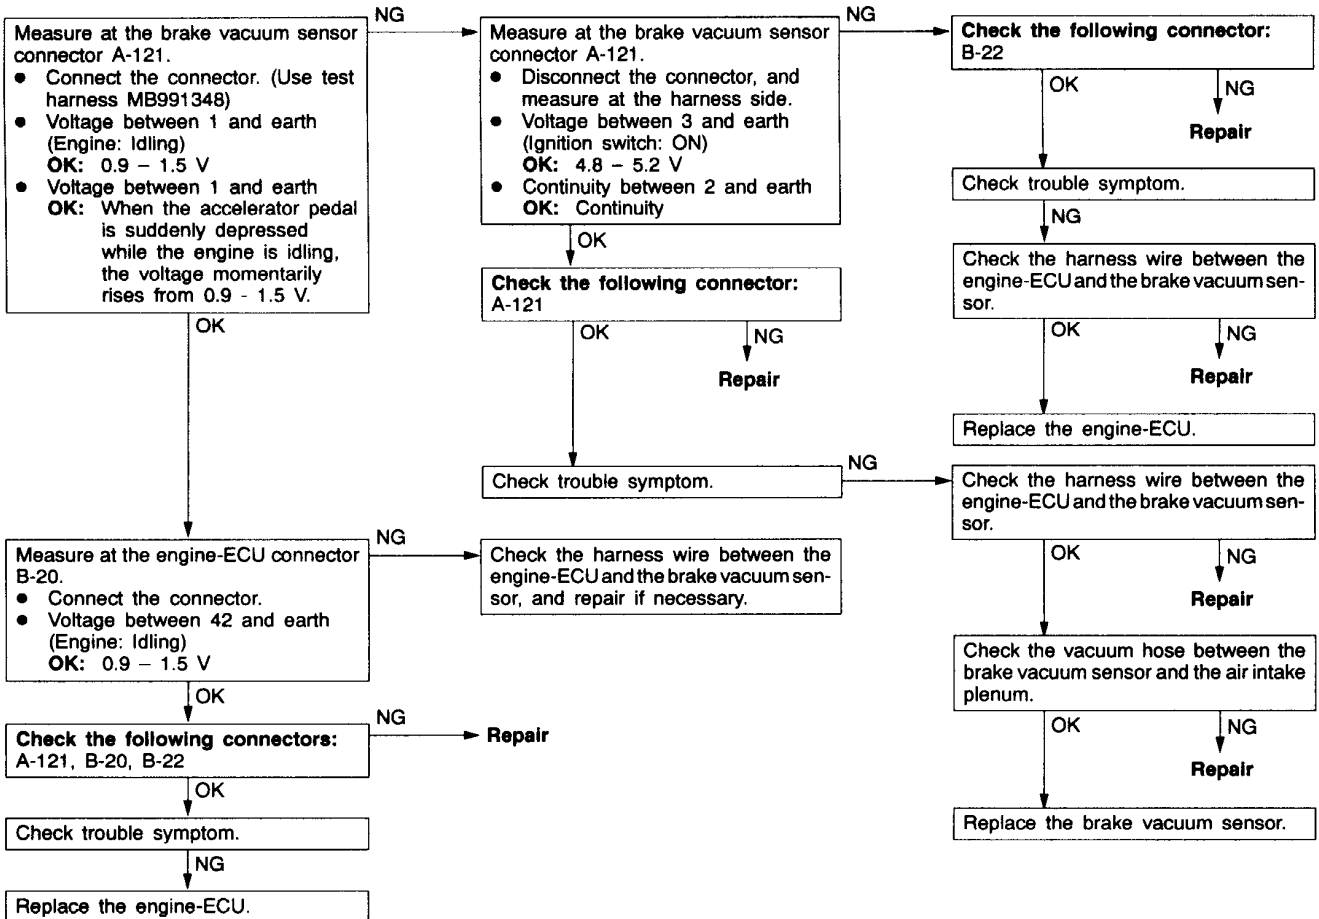 Measure at the brake vacuum sensor
connector A-121.
● Connect the connector. (Use test
harness MB991348)
● Voltage between 1 and earth
(Engine: Idling)
OK: 0.9 – 1.5 V
● Voltage between 1 and earth
OK: When the accelerator pedal
is suddenly depressed
while the engine is idling,
the voltage momentarily
rises from 0.9 - 1.5 V.
NG
OK
Measure at the brake vacuum sensor
connector A-121.
● Disconnect the connector, and
measure at the harness side.
● Voltage between 3 and earth
(Ignition switch: ON)
OK: 4.8 – 5.2 V
● Continuity between 2 and earth
OK: Continuity
NG
OK
Check the following connector:
B-22
OK
NG
Repair
Check trouble symptom.
NG
Check the harness wire between the
engine-ECU and the brake vacuum sen-
sor.
OK
NG
Repair
Replace the engine-ECU.
Check the following connector:
A-121
OK
NG
Repair
Check trouble symptom.
NG
Check the harness wire between the
engine-ECU and the brake vacuum sen-
sor.
OK
NG
Repair
Check the vacuum hose between the
brake vacuum sensor and the air intake
plenum.
OK
NG
Repair
Replace the brake vacuum sensor.
Measure at the engine-ECU connector
B-20.
● Connect the connector.
● Voltage between 42 and earth
(Engine: Idling)
OK: 0.9 – 1.5 V
NG
Check the harness wire between the
engine-ECU and the brake vacuum sen-
sor, and repair if necessary.
OK
Check the following connectors:
A-121, B-20, B-22
NG
Repair
OK
Check trouble symptom.
NG
Replace the engine-ECU.